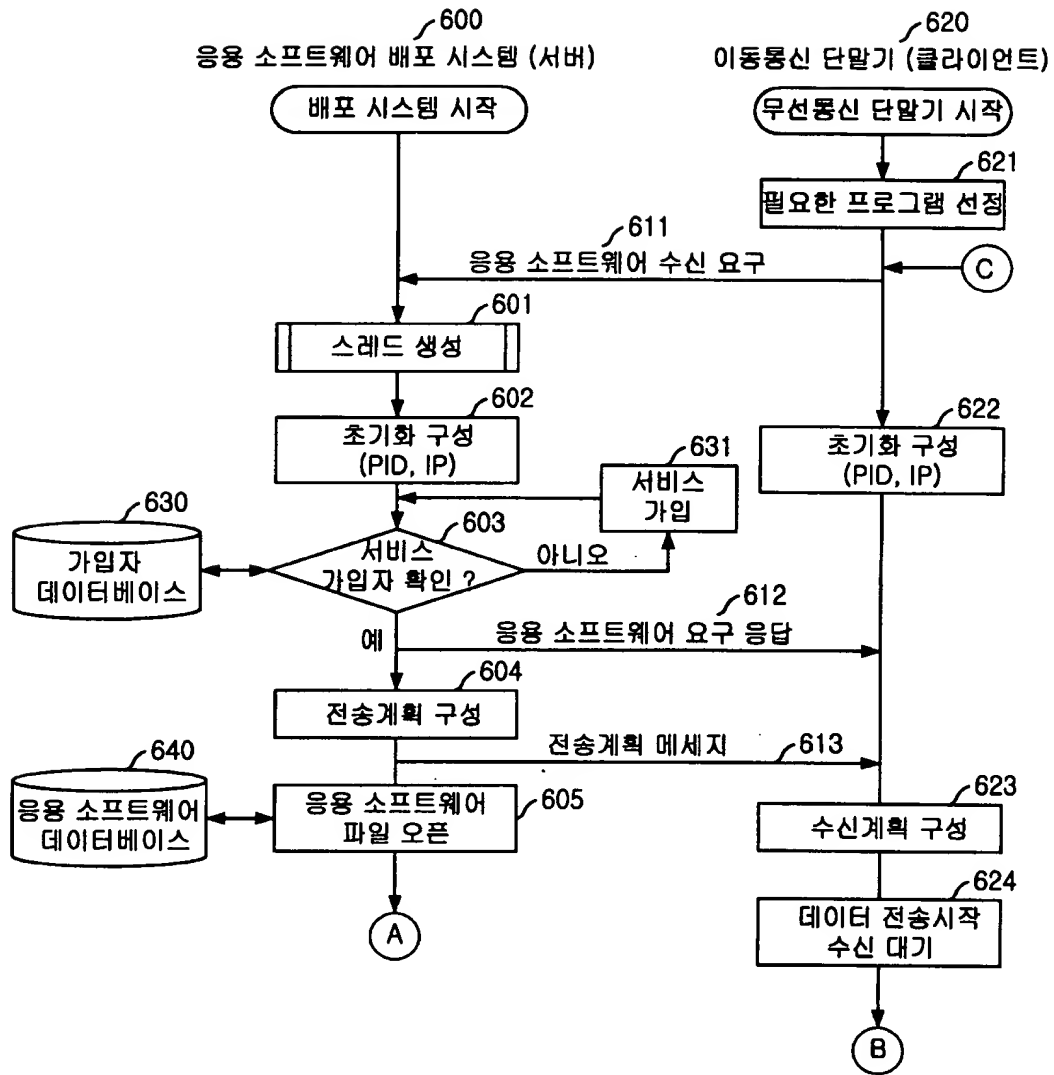 600
620
응용 소프트웨어 배포 시스템 (서버)
이동통신 단말기 (클라이언트)
배포 시스템 시작
무선통신 단말기 시작
621
필요한 프로그램 선정
611
응용 소프트웨어 수신 요구
C
601
스레드 생성
602
초기화 구성
(PID, IP)
622
초기화 구성
(PID, IP)
631
서비스
가입
630
가입자
데이터베이스
603
서비스
가입자 확인 ?
아니오
예
612
응용 소프트웨어 요구 응답
604
전송계획 구성
전송계획 메세지
613
640
응용 소프트웨어
데이터베이스
응용 소프트웨어
파일 오픈
605
623
수신계획 구성
624
데이터 전송시작
수신 대기
A
B